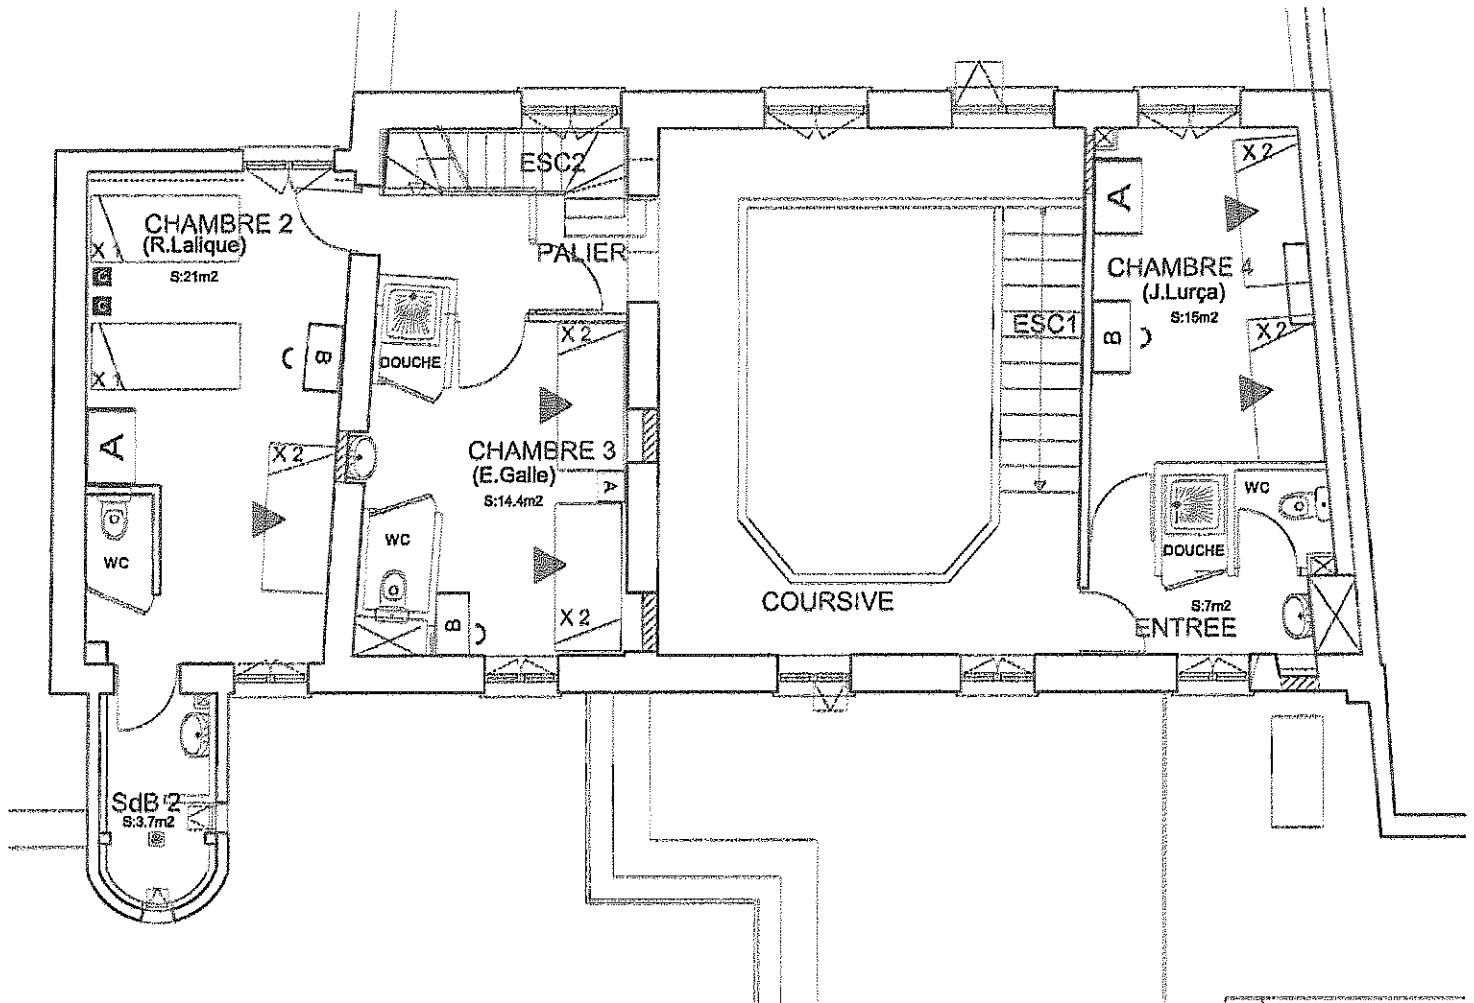 ESC2
X 2
CHAMBRE 2
(R.Lalique)
X 1
S:21m2
C
C
X 1
A
X 2
WC
B
PALIER
DOUCHE
X 2
CHAMBRE 3
(E.Galle)
S:14.4m2
A
WC
B
X 2
ESC1
COURSIVE
A
CHAMBRE 4
(J.Lurça)
S:15m2
B
X 2
WC
DOUCHE
S:7m2
ENTREE
SdB 2
S:3.7m2